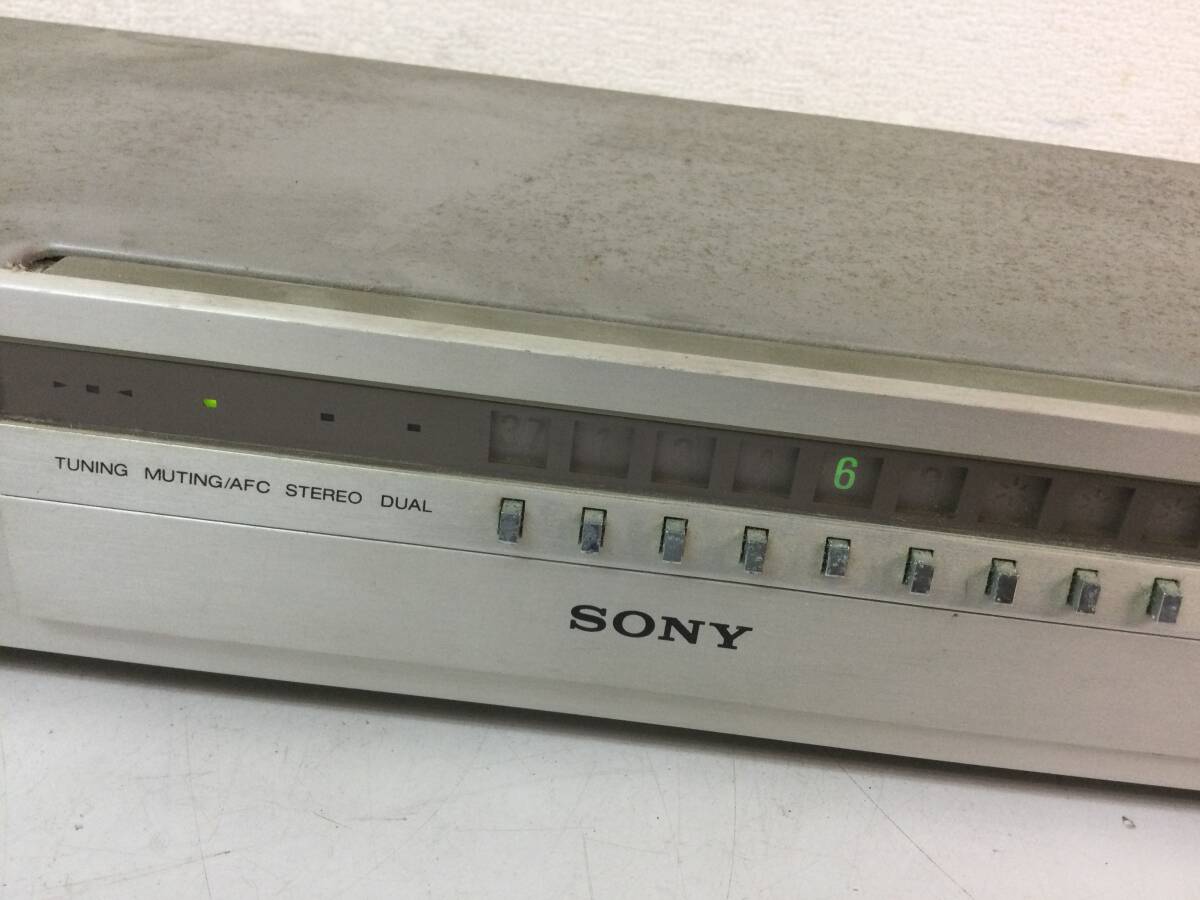 6
TUNING MUTING/AFC STEREO DUAL
SONY